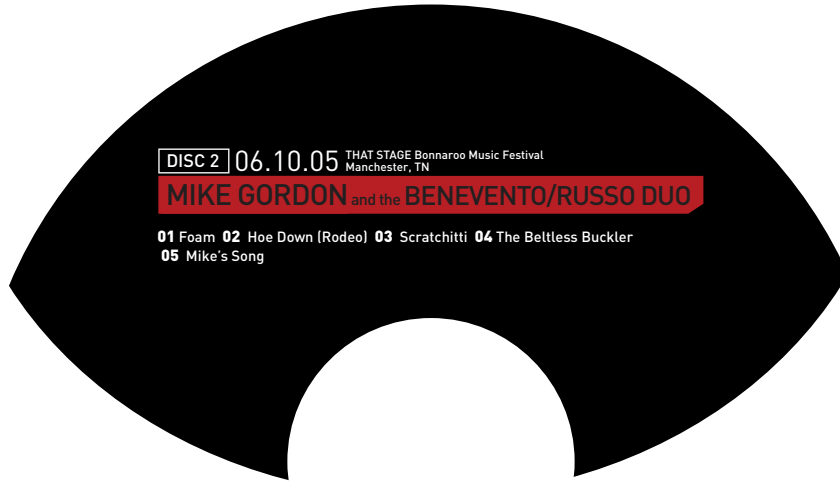 DISC 2 06.10.05 THAT STAGE Bonnaroo Music Festival
Manchester, TN
MIKE GORDON and the BENEVENTO/RUSSO DUO
01 Foam 02 Hoe Down (Rodeo) 03 Scratchitti 04 The Beltless Buckler
05 Mike's Song